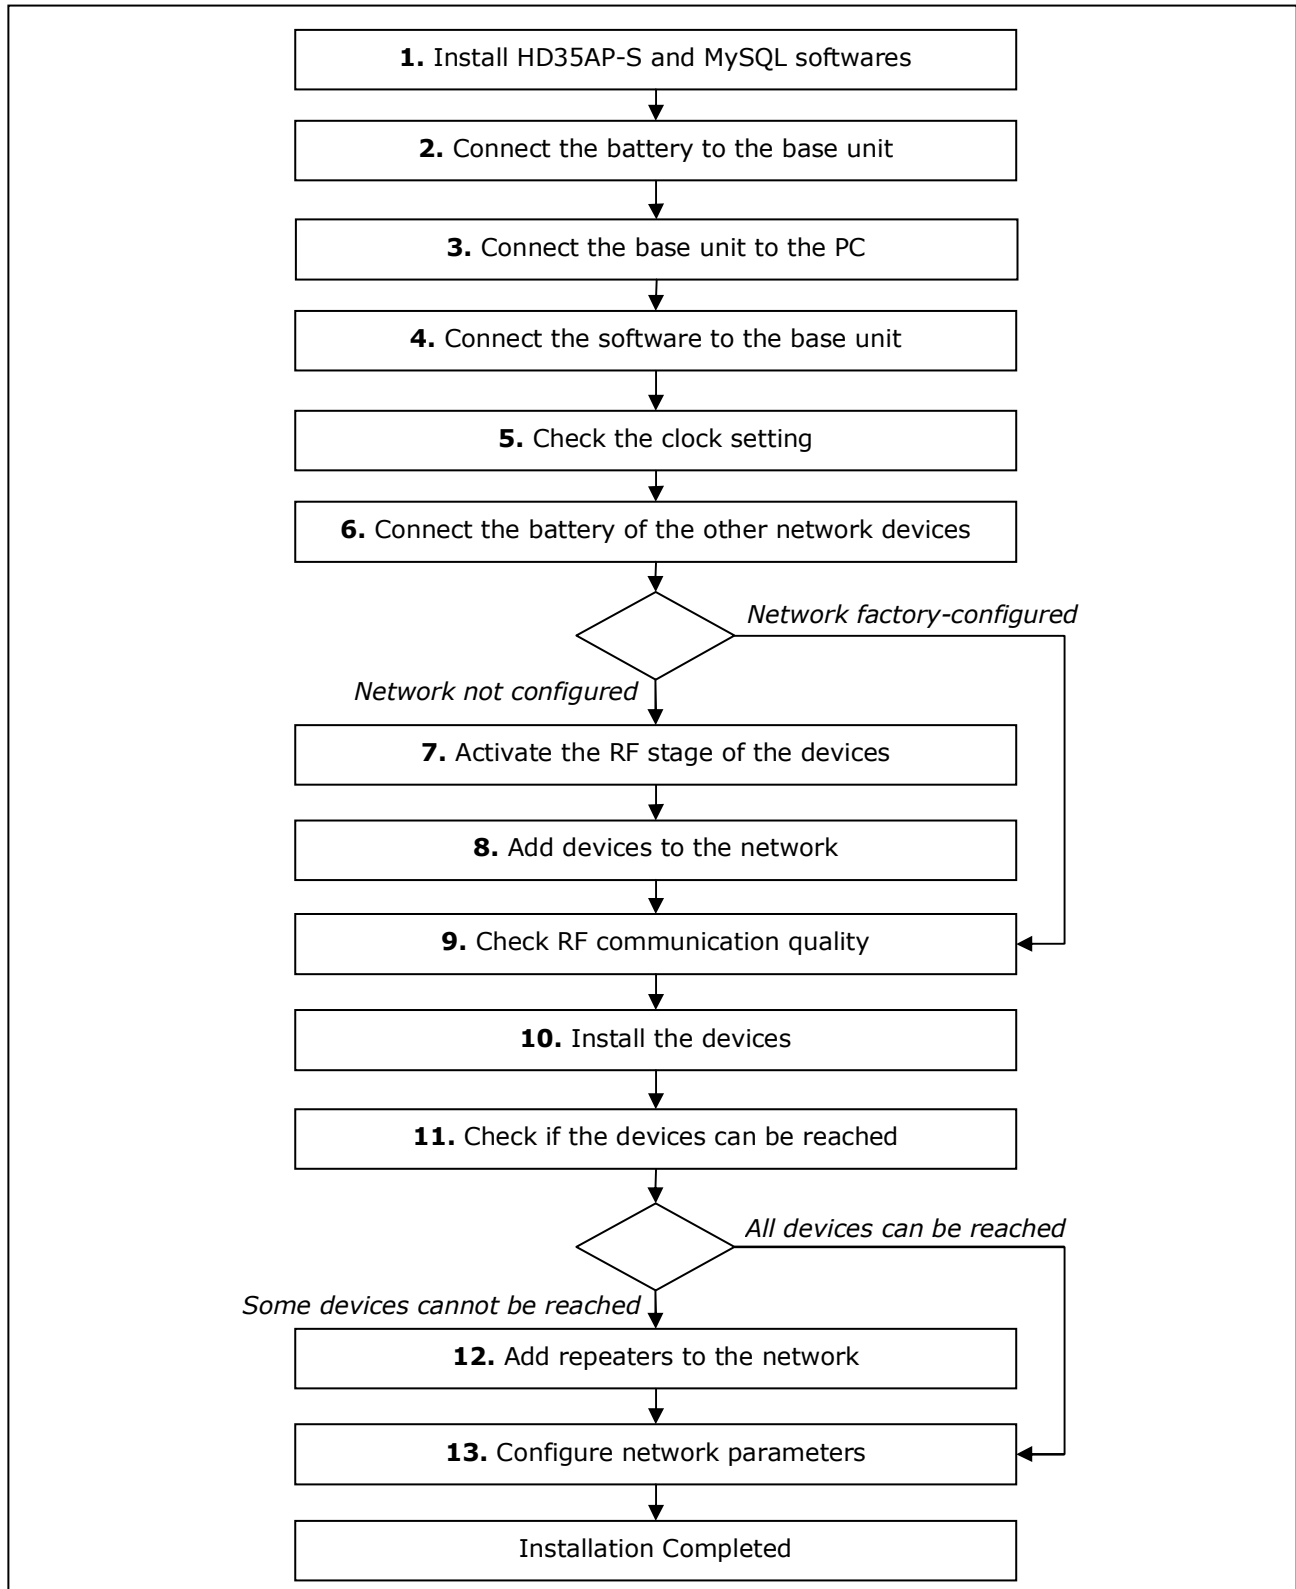 1. Install HD35AP-S and MySQL softwares
2. Connect the battery to the base unit
3. Connect the base unit to the PC
4. Connect the software to the base unit
5. Check the clock setting
6. Connect the battery of the other network devices
Network factory-configured
Network not configured
7. Activate the RF stage of the devices
8. Add devices to the network
9. Check RF communication quality
10. Install the devices
11. Check if the devices can be reached
All devices can be reached
Some devices cannot be reached
12. Add repeaters to the network
13. Configure network parameters
Installation Completed